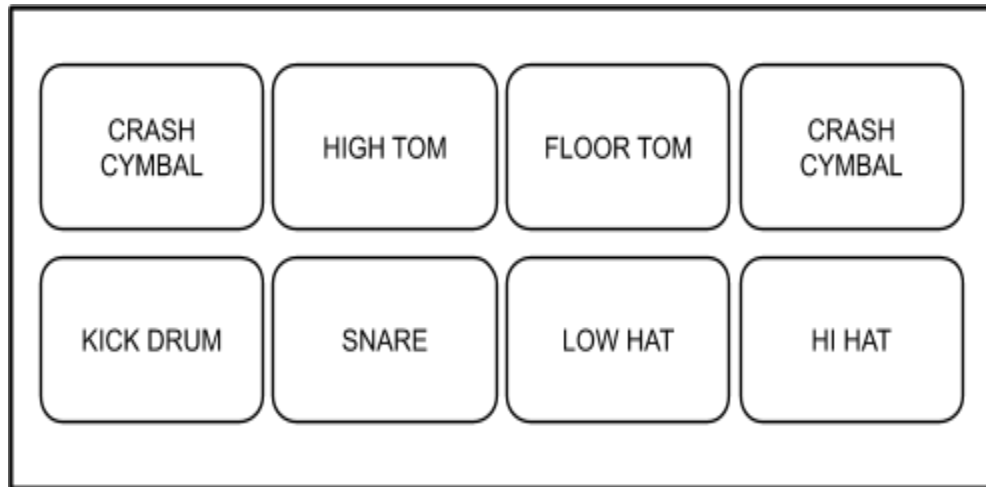 CRASH
CYMBAL
HIGH TOM
FLOOR TOM
CRASH
CYMBAL
KICK DRUM
SNARE
LOW HAT
HI HAT